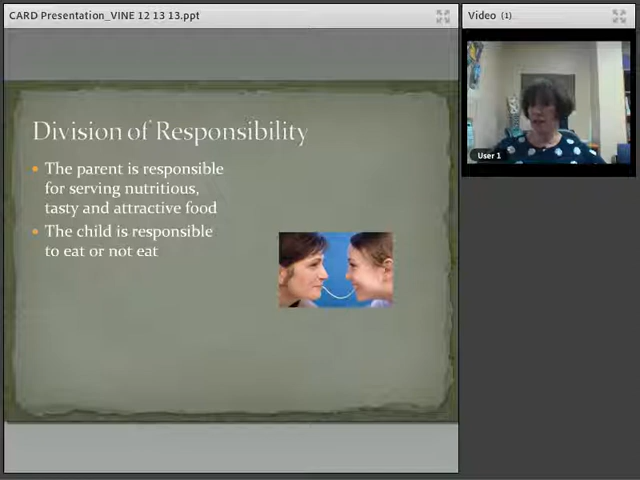 CARD Presentation_VINE 12 13 13.ppt
Video (1)
Division of Responsibility
• The parent is responsible
for serving nutritious,
tasty and attractive food
• The child is responsible
to eat or not eat
User 1